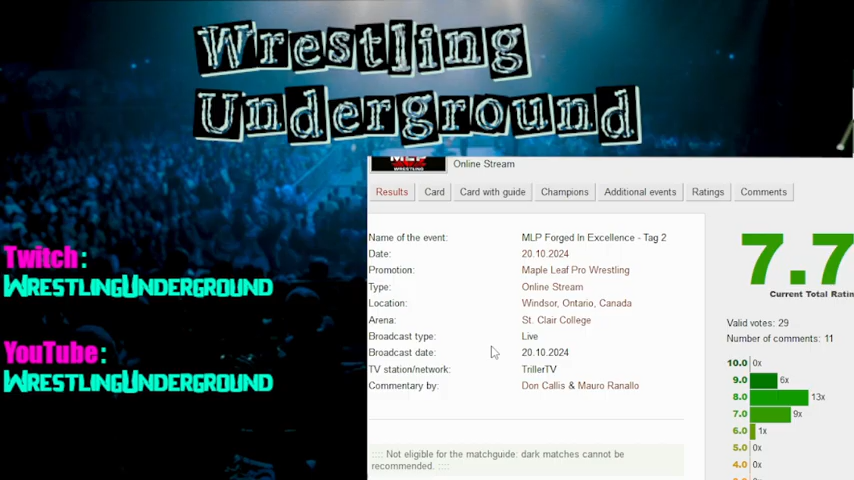 Wrestling
Underground
MLP
WRESTLING
Online Stream
Results Card Card with guide Champions Additional events Ratings Comments
Name of the event: MLP Forged In Excellence - Tag 2
Date: 20.10.2024
Promotion: Maple Leaf Pro Wrestling
Type: Online Stream
Location: Windsor, Ontario, Canada
Arena: St. Clair College
Broadcast type: Live
Broadcast date: 20.10.2024
TV station/network: TrillerTV
Commentary by: Don Callis & Mauro Ranallo
:::: Not eligible for the matchguide: dark matches cannot be
recommended. ::::
7.7
Current Total Ratin
Valid votes: 29
Number of comments: 11
10.0 0x
9.0 6x
8.0 13x
7.0 9x
6.0 1x
5.0 0x
4.0 0x
Twitch:
WRESTLINGUNDERGROUND
YouTube:
WRESTLINGUNDERGROUND